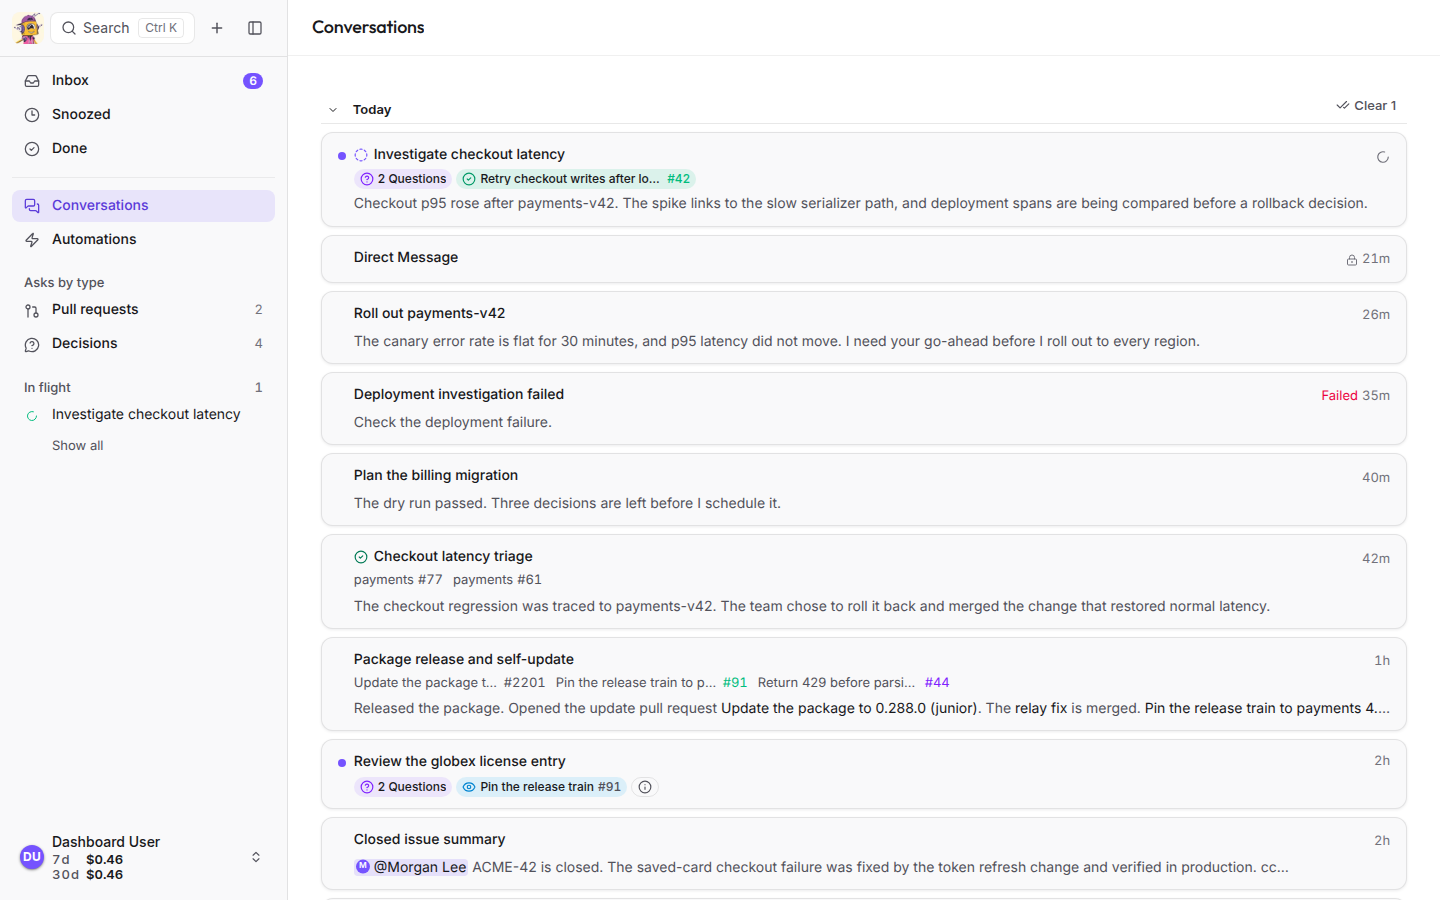 Search Ctrl K
Conversations
Inbox 6
Snoozed
Done
Conversations
Automations
Asks by type
Pull requests 2
Decisions 4
In flight 1
Investigate checkout latency
Show all
DU Dashboard User
7d $0.46
30d $0.46
Today Clear 1
Investigate checkout latency
2 Questions Retry checkout writes after lo... #42
Checkout p95 rose after payments-v42. The spike links to the slow serializer path, and deployment spans are being compared before a rollback decision.
Direct Message 21m
Roll out payments-v42 26m
The canary error rate is flat for 30 minutes, and p95 latency did not move. I need your go-ahead before I roll out to every region.
Deployment investigation failed Failed 35m
Check the deployment failure.
Plan the billing migration 40m
The dry run passed. Three decisions are left before I schedule it.
Checkout latency triage 42m
payments #77 payments #61
The checkout regression was traced to payments-v42. The team chose to roll it back and merged the change that restored normal latency.
Package release and self-update 1h
Update the package t... #2201 Pin the release train to p... #91 Return 429 before parsi... #44
Released the package. Opened the update pull request Update the package to 0.288.0 (junior). The relay fix is merged. Pin the release train to payments 4....
Review the globex license entry 2h
2 Questions Pin the release train #91
Closed issue summary 2h
M @Morgan Lee ACME-42 is closed. The saved-card checkout failure was fixed by the token refresh change and verified in production. cc...